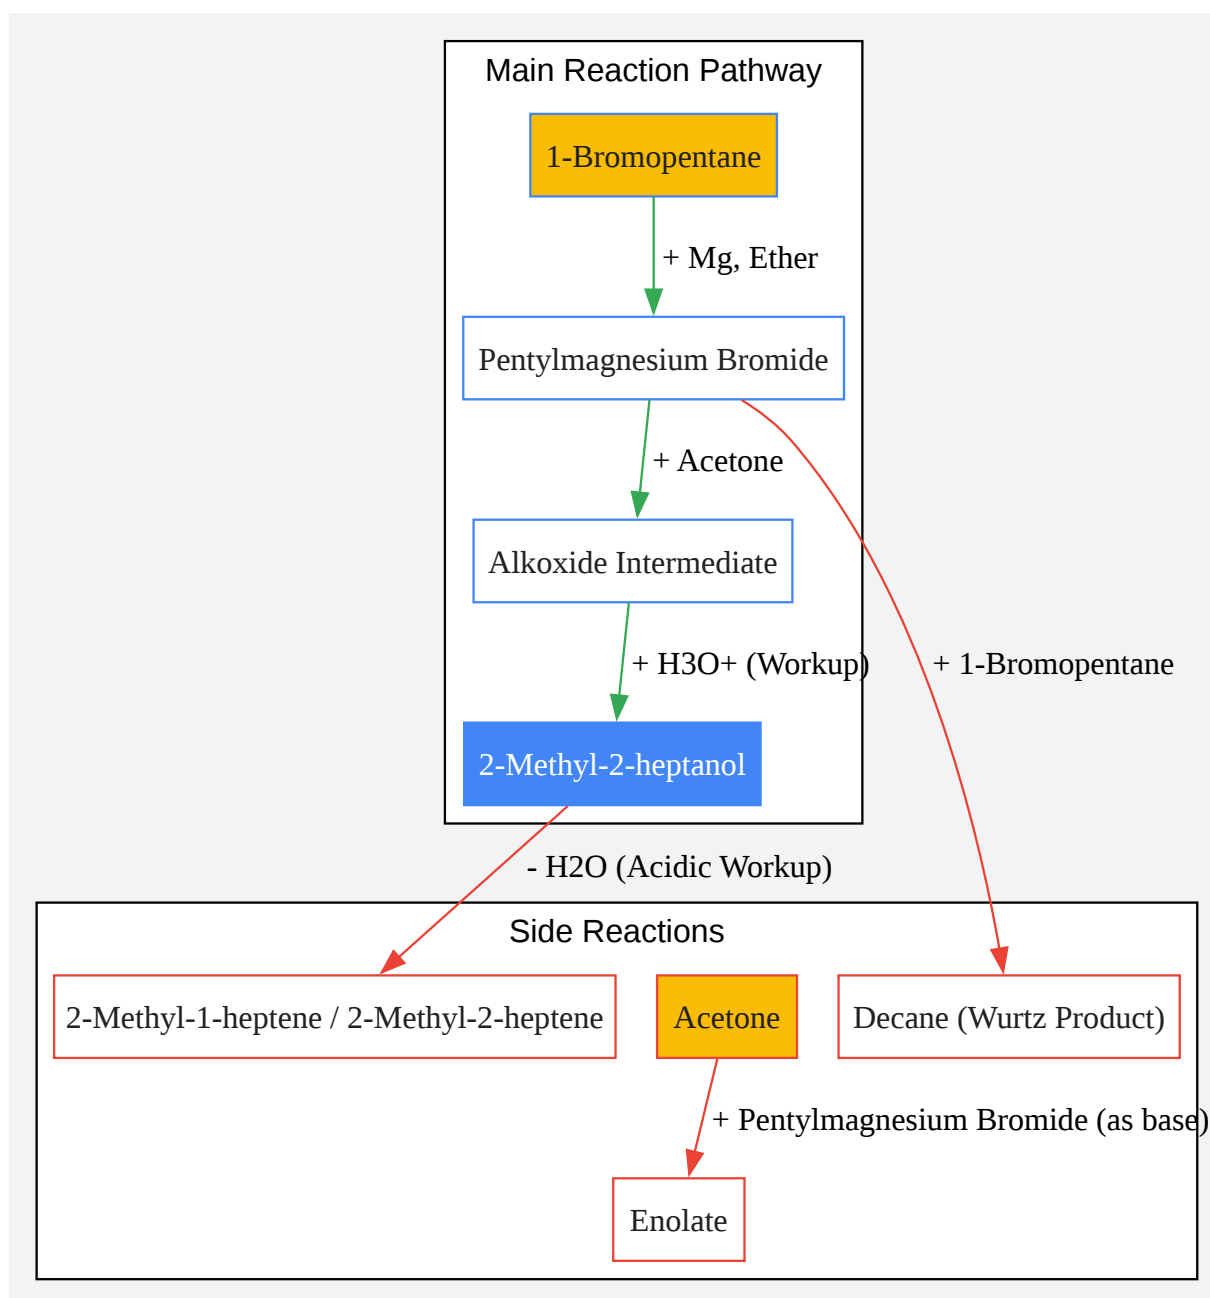 Main Reaction Pathway
1-Bromopentane
+ Mg, Ether
Pentylmagnesium Bromide
+ Acetone
Alkoxide Intermediate
+ H3O+ (Workup)
+ 1-Bromopentane
2-Methyl-2-heptanol
- H2O (Acidic Workup)
Side Reactions
2-Methyl-1-heptene / 2-Methyl-2-heptene
Acetone
Decane (Wurtz Product)
+ Pentylmagnesium Bromide (as base)
Enolate